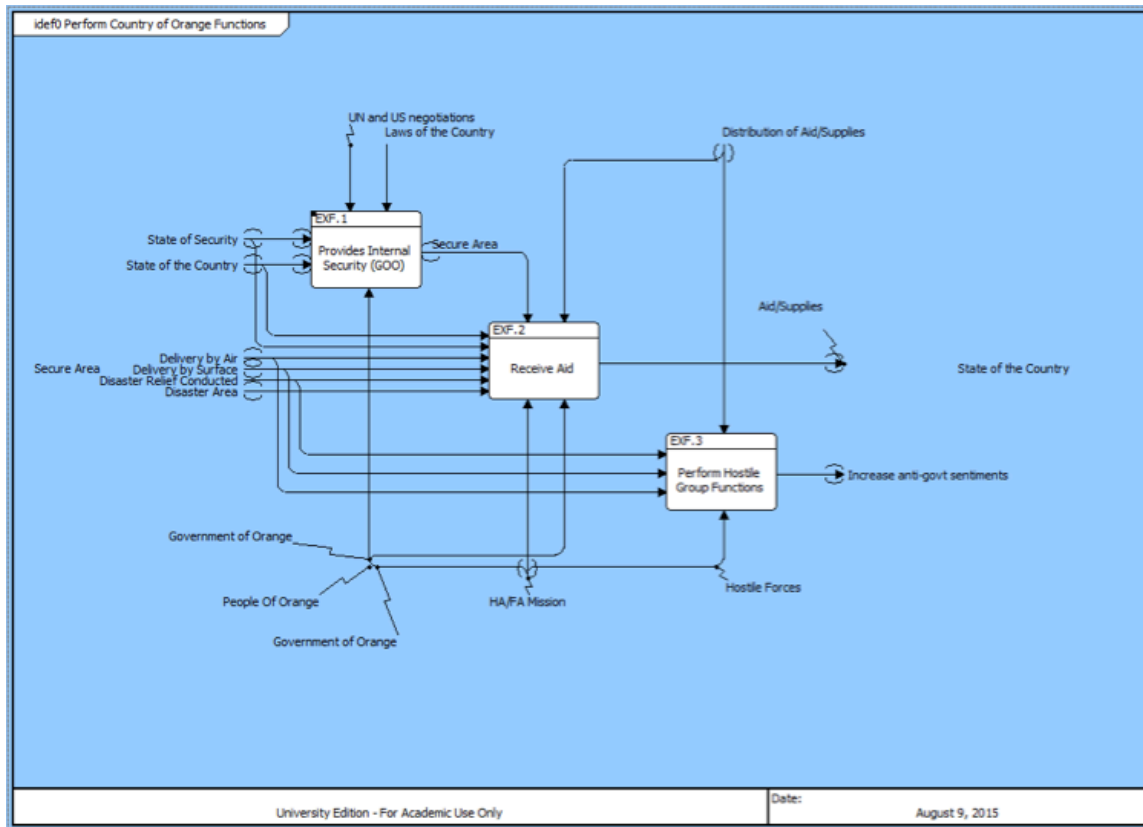 idef0 Perform Country of Orange Functions
UN and US negotiations
Laws of the Country
Distribution of Aid/Supplies
EXF.1
Provides Internal
Security (GOO)
State of Security
State of the Country
Secure Area
Aid/Supplies
EXF.2
Receive Aid
Delivery by Air
Secure Area
Delivery by Surface
Disaster Relief Conducted
Disaster Area
State of the Country
EXF.3
Perform Hostile
Group Functions
Increase anti-govt sentiments
Government of Orange
People Of Orange
HA/FA Mission
Hostile Forces
Government of Orange
University Edition - For Academic Use Only
Date:
August 9, 2015